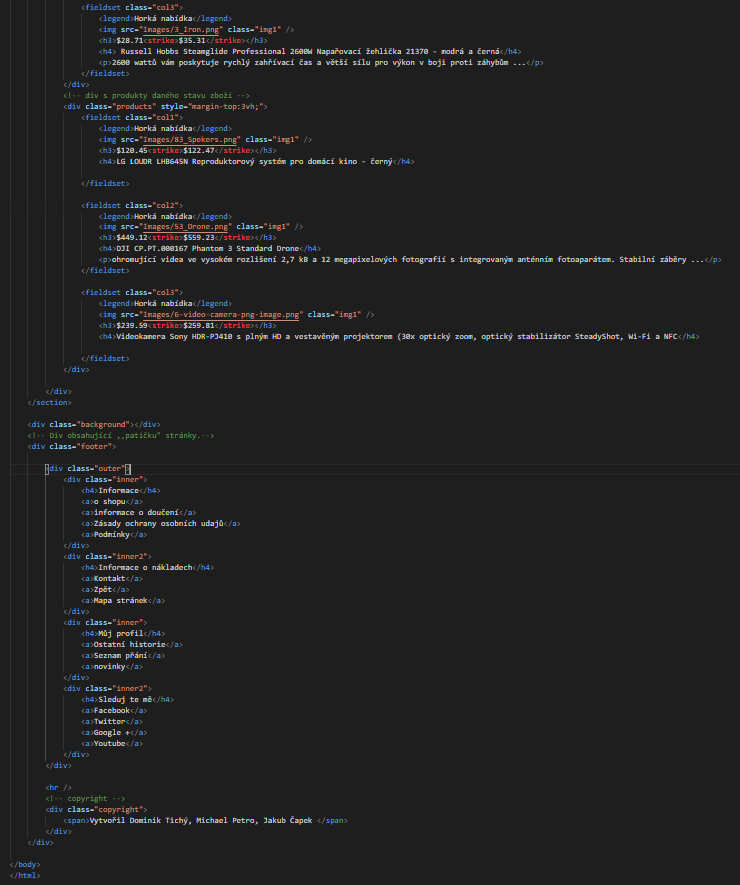 <fieldset class="col3">
<legend>Horká nabídka</legend>
<img src="Images/3_Iron.png" class="img1" />
<h3>$28.71<strike>$35.31</strike></h3>
<h4> Russell Hobbs Steamglide Professional 2600W Napařovací žehlička 21370 - modrá a černá</h4>
<p>2600 wattů vám poskytuje rychlý zahřívací čas a větší sílu pro výkon v boji proti záhybům ...</p>
</fieldset>
</div>
<!-- div s produkty daného stavu zboží -->
<div class="products" style="margin-top:3vh;">
<fieldset class="col1">
<legend>Horká nabídka</legend>
<img src="Images/83_Spekers.png" class="img1" />
<h3>$120.45<strike>$122.47</strike></h3>
<h4>LG LOUDR LHB645N Reproduktorový systém pro domácí kino - černý</h4>
</fieldset>
<fieldset class="col2">
<legend>Horká nabídka</legend>
<img src="Images/53_Drone.png" class="img1" />
<h3>$449.12<strike>$559.23</strike></h3>
<h4>DJI CP.PT.000167 Phantom 3 Standard Drone</h4>
<p>ohromující videa ve vysokém rozlišení 2,7 kB a 12 megapixelových fotografií s integrovaným anténním fotoaparátem. Stabilní záběry ...</p>
</fieldset>
<fieldset class="col3">
<legend>Horká nabídka</legend>
<img src="Images/6-video-camera-png-image.png" class="img1" />
<h3>$239.59<strike>$259.81</strike></h3>
<h4>Videokamera Sony HDR-PJ410 s plným HD a vestavěným projektorem (30x optický zoom, optický stabilizátor SteadyShot, Wi-Fi a NFC</h4>
</fieldset>
</div>
</div>
</section>
<div class="background"></div>
<!-- Div obsahující ,,patičku" stránky.-->
<div class="footer">
<div class="outer">
<div class="inner">
<h4>Informace</h4>
<a>o shopu</a>
<a>informace o doučení</a>
<a>Zásady ochrany osobních udajů</a>
<a>Podmínky</a>
</div>
<div class="inner2">
<h4>Informace o nákladech</h4>
<a>Kontakt</a>
<a>Zpět</a>
<a>Mapa stránek</a>
</div>
<div class="inner">
<h4>Můj profil</h4>
<a>Ostatní historie</a>
<a>Seznam přání</a>
<a>novinky</a>
</div>
<div class="inner2">
<h4>Sleduj te mě</h4>
<a>Facebook</a>
<a>Twitter</a>
<a>Google +</a>
<a>Youtube</a>
</div>
</div>
<hr />
<!-- copyright -->
<div class="copyright">
<span>Vytvořil Dominik Tichý, Michael Petro, Jakub Čapek </span>
</div>
</div>
</body>
</html>